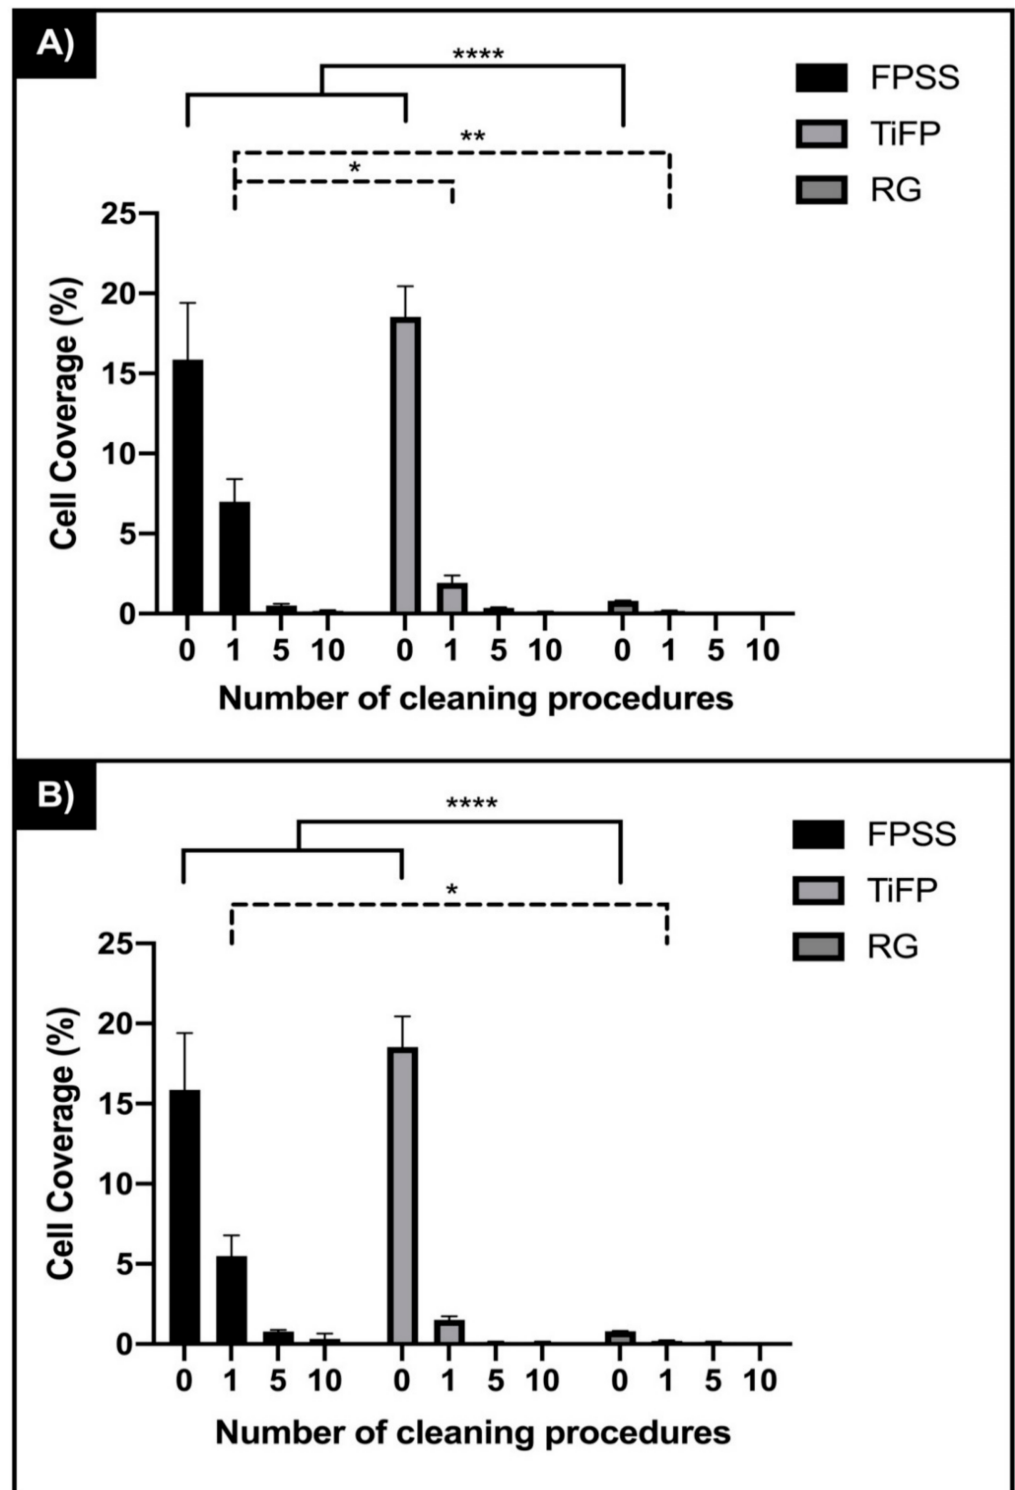 A)
****
**
*
FPSS
TiFP
RG
Cell Coverage (%)
25
20
15
10
5
0
0 1 5 10 0 1 5 10 0 1 5 10
Number of cleaning procedures
B)
****
*
FPSS
TiFP
RG
Cell Coverage (%)
25
20
15
10
5
0
0 1 5 10 0 1 5 10 0 1 5 10
Number of cleaning procedures